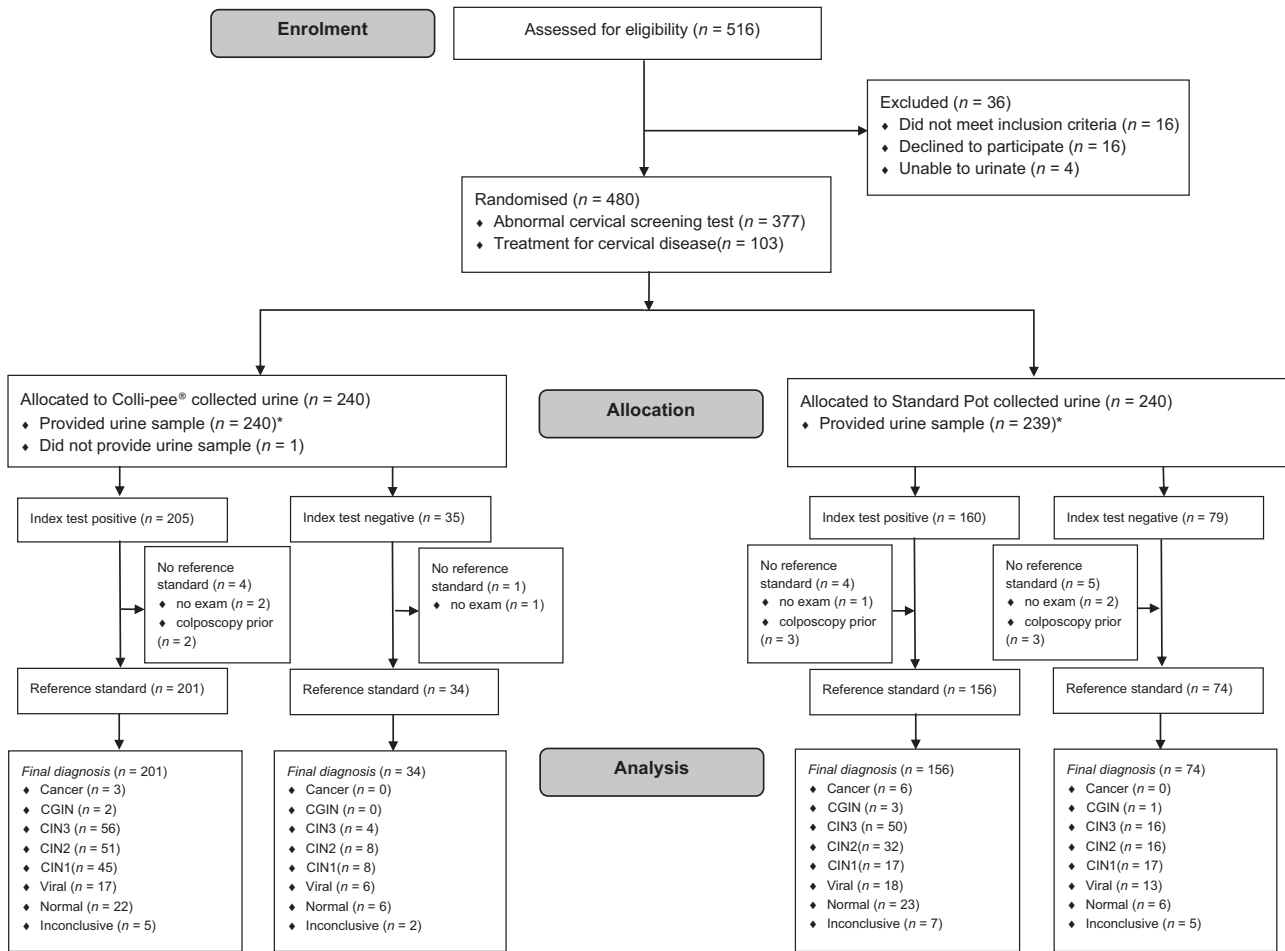 Enrolment
Assessed for eligibility (n = 516)
Excluded (n = 36)
♦ Did not meet inclusion criteria (n = 16)
♦ Declined to participate (n = 16)
♦ Unable to urinate (n = 4)
Randomised (n = 480)
♦ Abnormal cervical screening test (n = 377)
♦ Treatment for cervical disease(n = 103)
Allocated to Colli-pee® collected urine (n = 240)
♦ Provided urine sample (n = 240)*
♦ Did not provide urine sample (n = 1)
Allocation
Allocated to Standard Pot collected urine (n = 240)
♦ Provided urine sample (n = 239)*
Index test positive (n = 205)
Index test negative (n = 35)
Index test positive (n = 160)
Index test negative (n = 79)
No reference
standard (n = 4)
♦ no exam (n = 2)
♦ colposcopy prior
(n = 2)
No reference
standard (n = 1)
♦ no exam (n = 1)
No reference
standard (n = 4)
♦ no exam (n = 1)
♦ colposcopy prior
(n = 3)
No reference
standard (n = 5)
♦ no exam (n = 2)
♦ colposcopy prior
(n = 3)
Reference standard (n = 201)
Reference standard (n = 34)
Reference standard (n = 156)
Reference standard (n = 74)
Analysis
Final diagnosis (n = 201)
♦ Cancer (n = 3)
♦ CGIN (n = 2)
♦ CIN3 (n = 56)
♦ CIN2 (n = 51)
♦ CIN1(n = 45)
♦ Viral (n = 17)
♦ Normal (n = 22)
♦ Inconclusive (n = 5)
Final diagnosis (n = 34)
♦ Cancer (n = 0)
♦ CGIN (n = 0)
♦ CIN3 (n = 4)
♦ CIN2 (n = 8)
♦ CIN1(n = 8)
♦ Viral (n = 6)
♦ Normal (n = 6)
♦ Inconclusive (n = 2)
Final diagnosis (n = 156)
♦ Cancer (n = 6)
♦ CGIN (n = 3)
♦ CIN3 (n = 50)
♦ CIN2(n = 32)
♦ CIN1(n = 17)
♦ Viral (n = 18)
♦ Normal (n = 23)
♦ Inconclusive (n = 7)
Final diagnosis (n = 74)
♦ Cancer (n = 0)
♦ CGIN (n = 1)
♦ CIN3 (n = 16)
♦ CIN2 (n = 16)
♦ CIN1(n = 17)
♦ Viral (n = 13)
♦ Normal (n = 6)
♦ Inconclusive (n = 5)